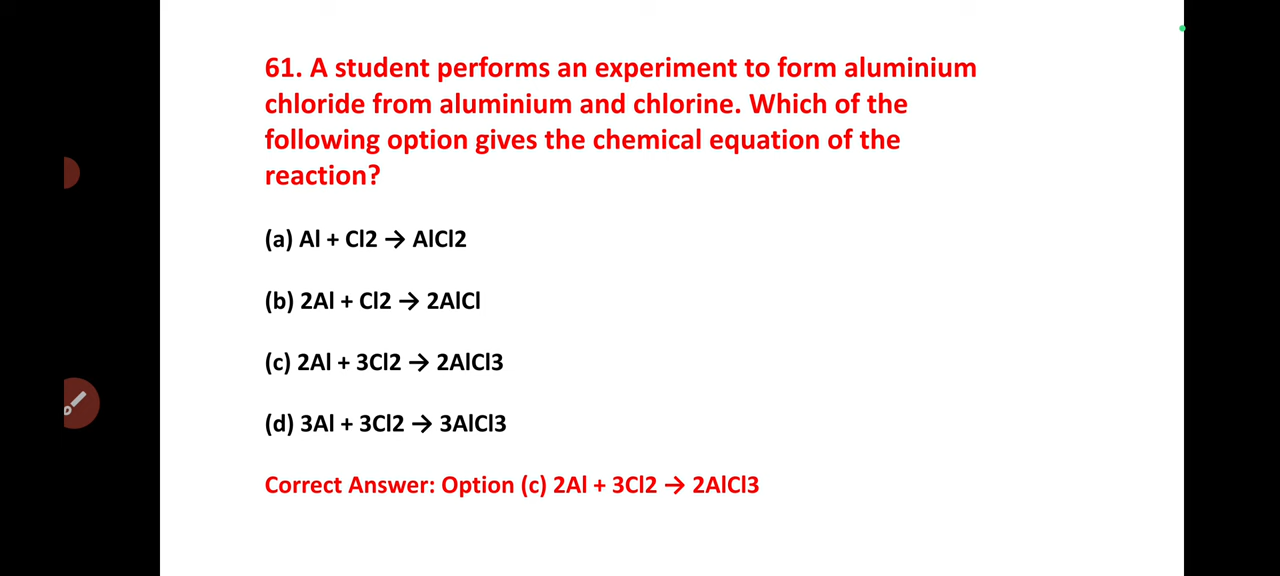 61. A student performs an experiment to form aluminium
chloride from aluminium and chlorine. Which of the
following option gives the chemical equation of the
reaction?
(a) Al + Cl2 → AlCl2
(b) 2Al + Cl2 → 2AlCl
(c) 2Al + 3Cl2 → 2AlCl3
(d) 3Al + 3Cl2 → 3AlCl3
Correct Answer: Option (c) 2Al + 3Cl2 → 2AlCl3